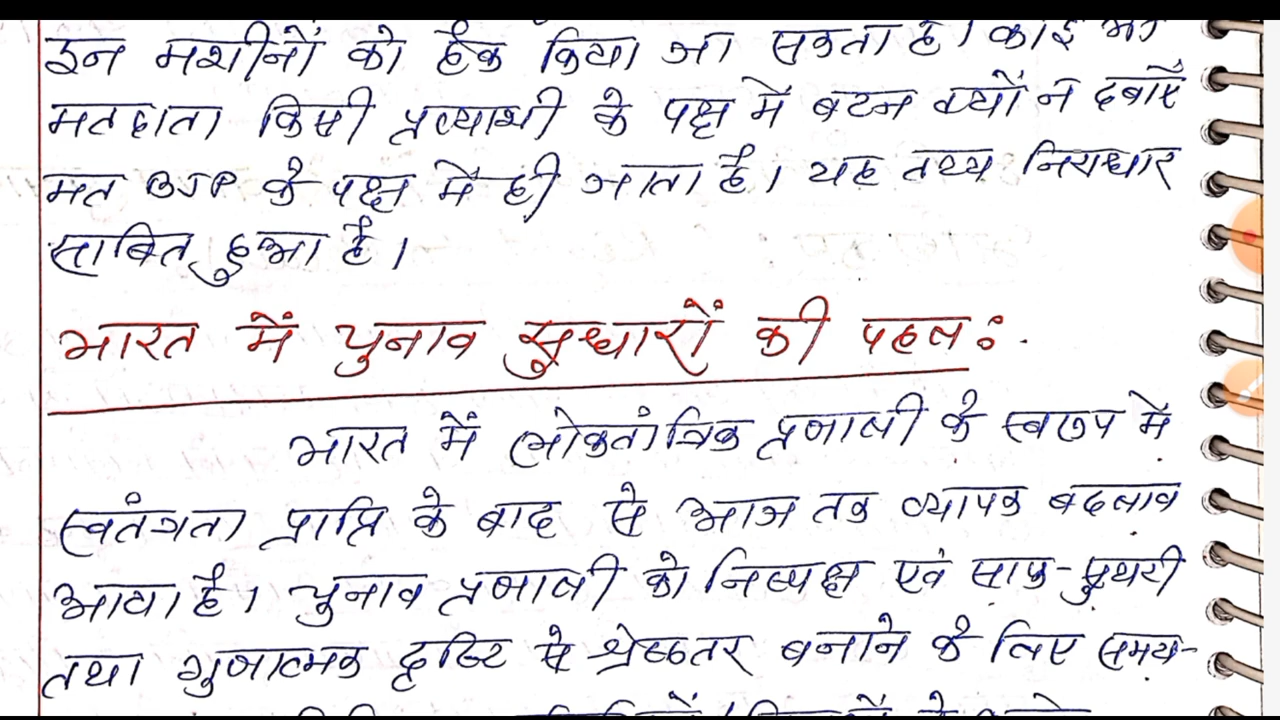 इन मशीनों को हैक किया जा सकता है। कोई भी
मतदाता किसी प्रत्याशी के पक्ष में बटन क्यों न दबाएँ
मत BJP के पक्ष में ही जाता है। यह तथ्य निराधार
साबित हुआ है।
भारत में चुनाव सुधारों की पहल :
भारत में लोकतांत्रिक प्रणाली के स्वरुप में
स्वतंत्रता प्राप्ति के बाद से आज तक व्यापक बदलाव
आया है। चुनाव प्रणाली को निष्पक्ष एवं साफ-सुथरी
तथा गुणात्मक दृष्टि से श्रेष्ठतर बनाने के लिए समय-